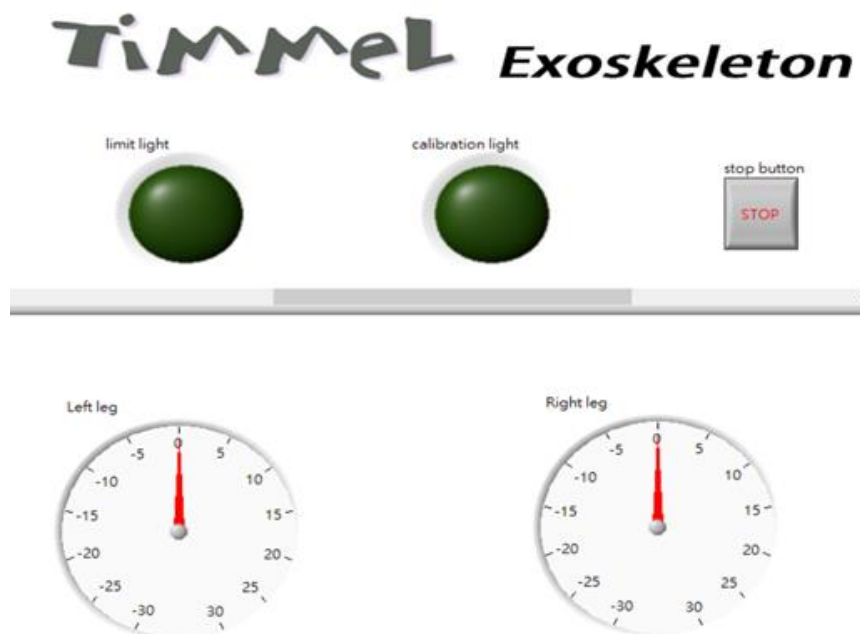 TimmeL Exoskeleton
limit light
calibration light
stop button
STOP
Left leg
-30 -25 -20 -15 -10 -5 0 5 10 15 20 25 30
Right leg
-30 -25 -20 -15 -10 -5 0 5 10 15 20 25 30